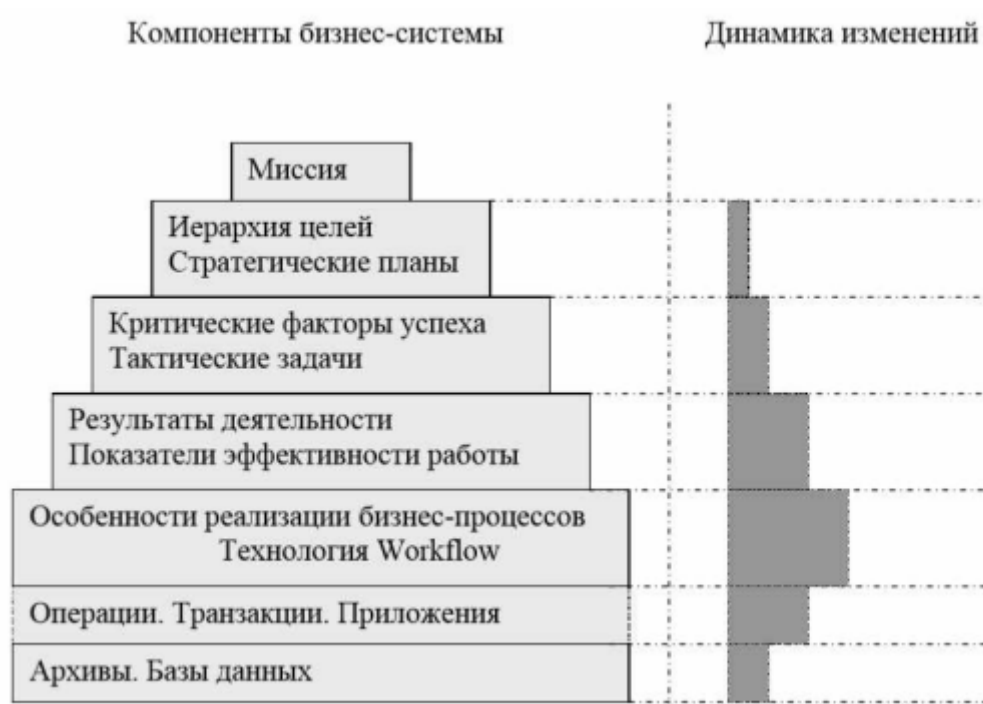 Компоненты бизнес-системы
Динамика изменений
Миссия
Иерархия целей
Стратегические планы
Критические факторы успеха
Тактические задачи
Результаты деятельности
Показатели эффективности работы
Особенности реализации бизнес-процессов
Технология Workflow
Операции. Транзакции. Приложения
Архивы. Базы данных